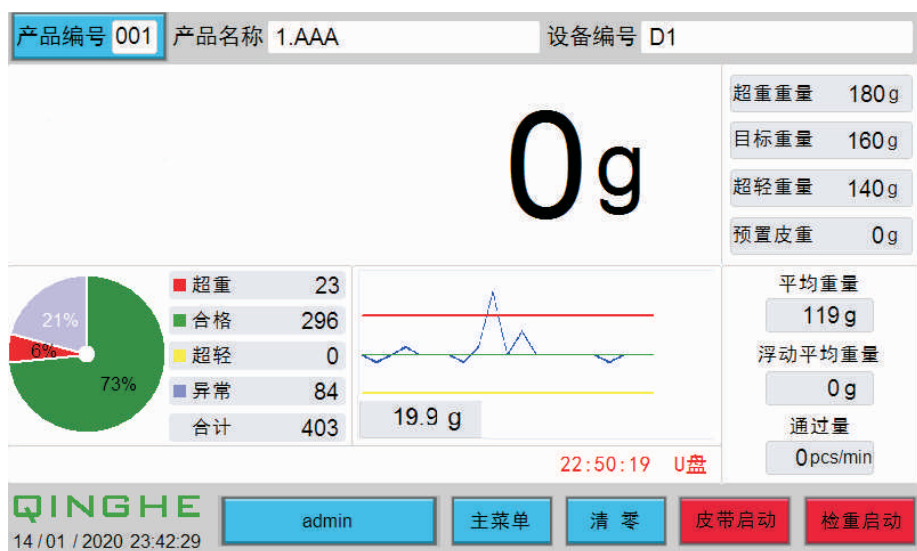 产品编号 001 产品名称 1.AAA 设备编号 D1
0g
超重重量 180g
目标重量 160g
超轻重量 140g
预置皮重 0g
21%
6%
73%
超重 23
合格 296
超轻 0
异常 84
合计 403
19.9 g
平均重量
119 g
浮动平均重量
0 g
通过量
0pcs/min
22:50:19 U盘
QINGHE
14 / 01 / 2020 23:42:29
admin
主菜单
清 零
皮带启动
检重启动